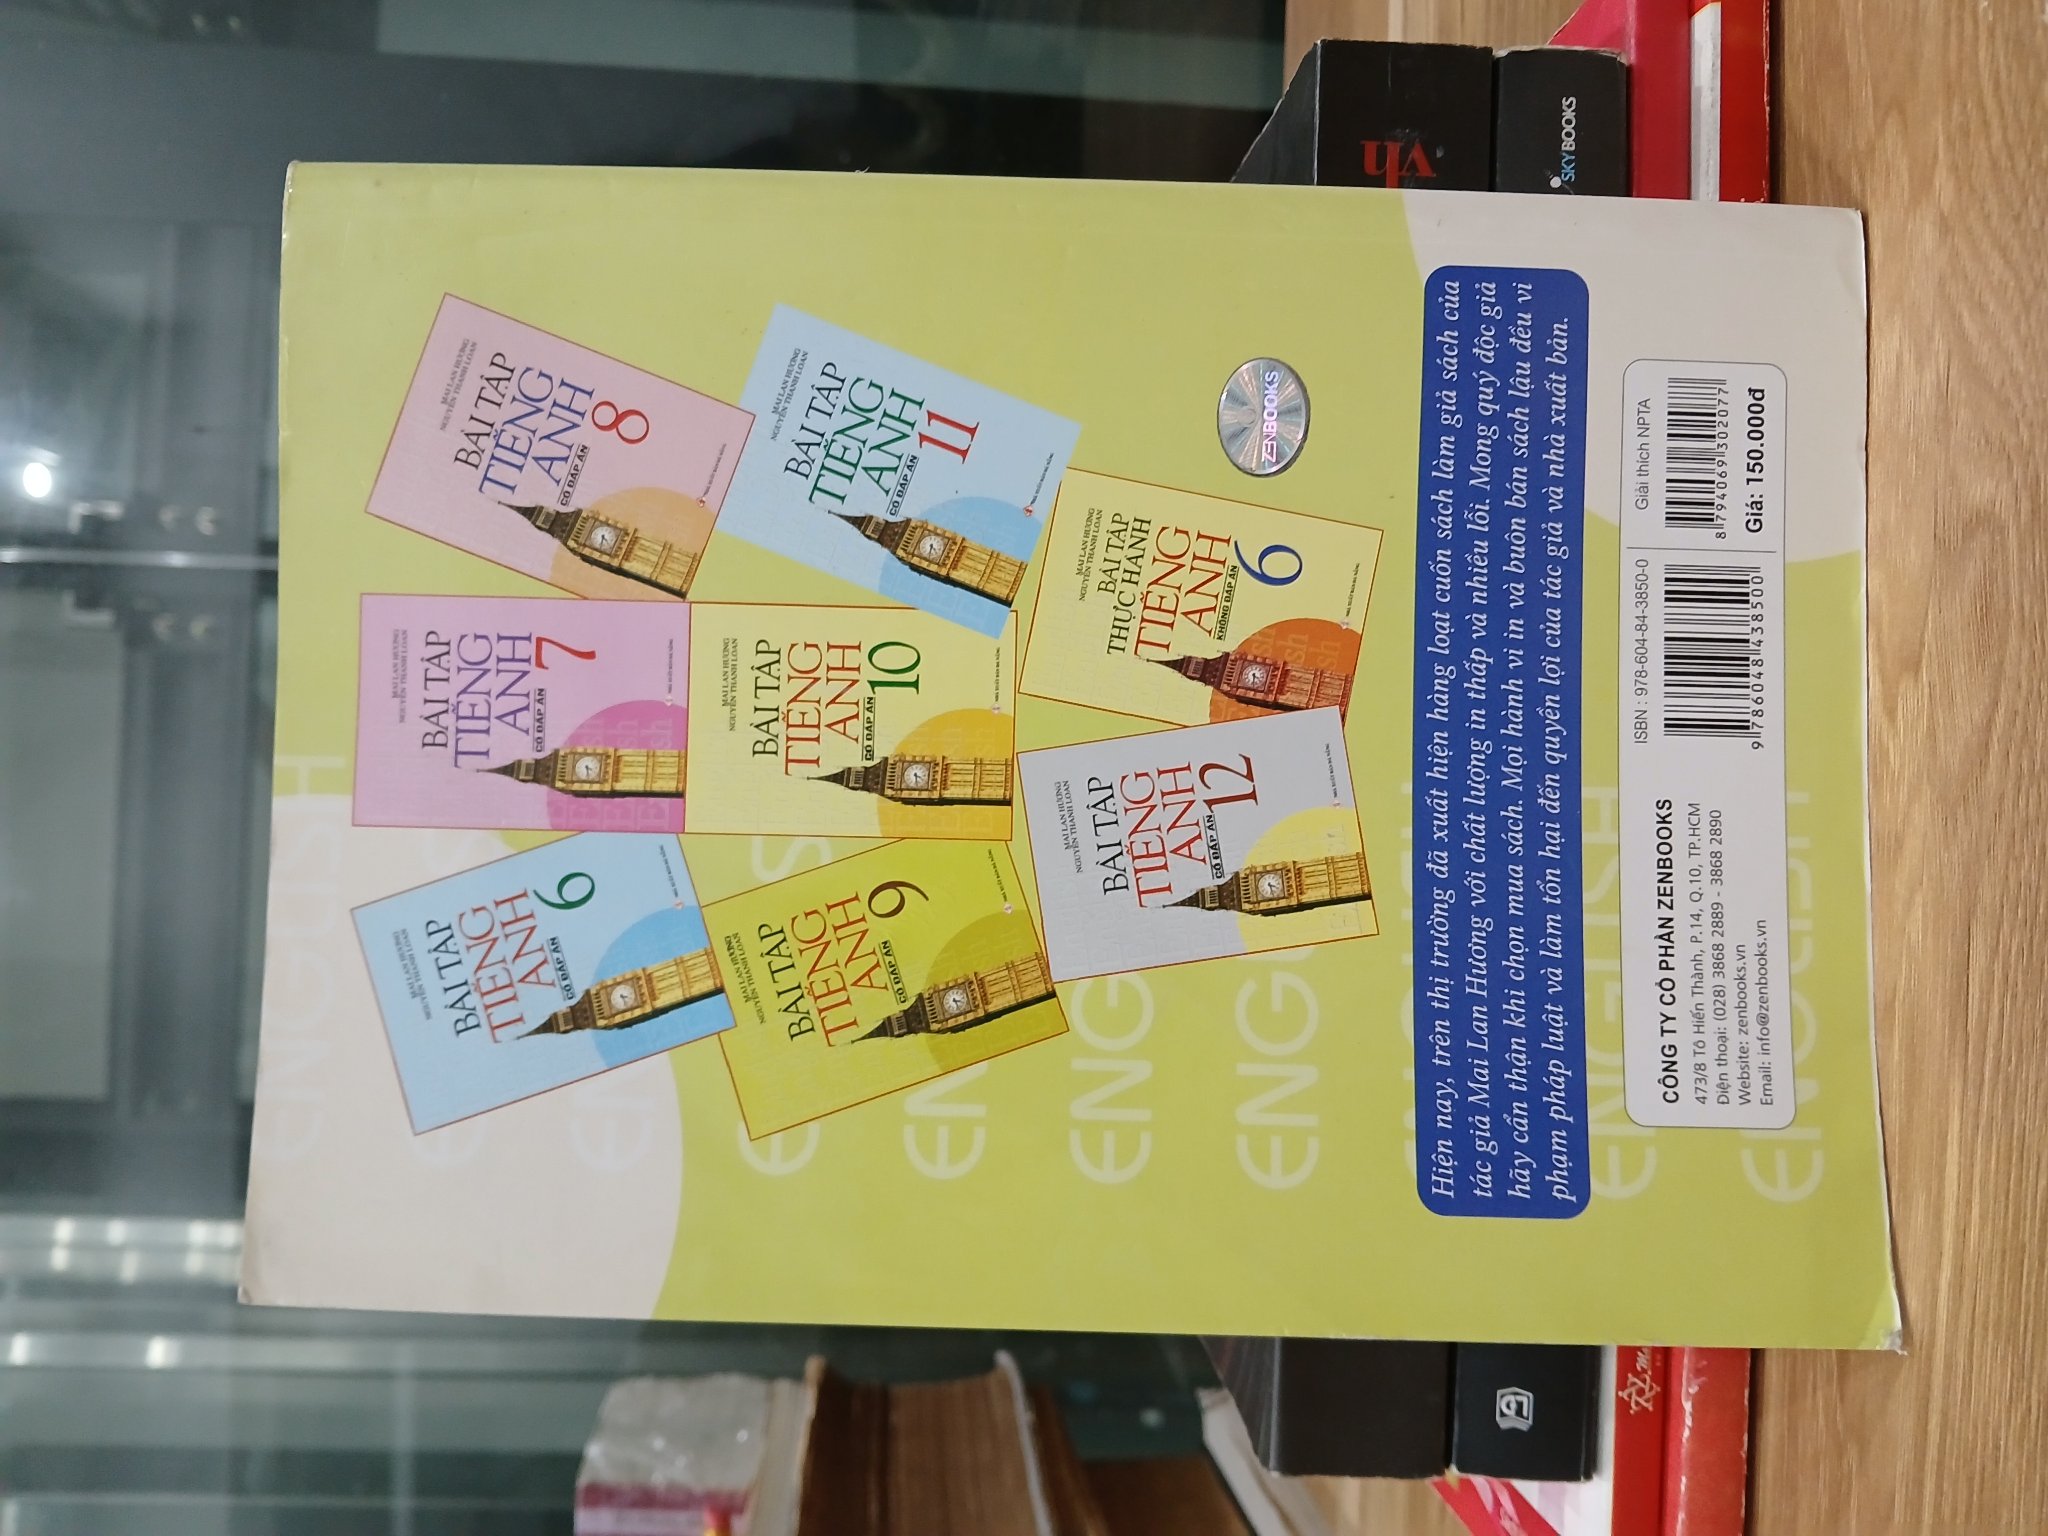 MAI LAN HƯƠNG
NGUYỄN THANH LOAN
BÀI TẬP
TIẾNG
ANH
CÓ ĐÁP ÁN
6
MAI LAN HƯƠNG
NGUYỄN THANH LOAN
BÀI TẬP
TIẾNG
ANH
CÓ ĐÁP ÁN
7
MAI LAN HƯƠNG
NGUYỄN THANH LOAN
BÀI TẬP
TIẾNG
ANH
CÓ ĐÁP ÁN
8
MAI LAN HƯƠNG
NGUYỄN THANH LOAN
BÀI TẬP
TIẾNG
ANH
CÓ ĐÁP ÁN
9
MAI LAN HƯƠNG
NGUYỄN THANH LOAN
BÀI TẬP
TIẾNG
ANH
CÓ ĐÁP ÁN
10
MAI LAN HƯƠNG
NGUYỄN THANH LOAN
BÀI TẬP
TIẾNG
ANH
CÓ ĐÁP ÁN
11
MAI LAN HƯƠNG
NGUYỄN THANH LOAN
BÀI TẬP
TIẾNG
ANH
CÓ ĐÁP ÁN
12
MAI LAN HƯƠNG
NGUYỄN THANH LOAN
BÀI TẬP
THỰC HÀNH
TIẾNG
ANH
KHÔNG ĐÁP ÁN
6
ZENBOOKS
Hiện nay, trên thị trường đã xuất hiện hàng loạt cuốn sách làm giả sách của
tác giả Mai Lan Hương với chất lượng in thấp và nhiều lỗi. Mong quý độc giả
hãy cẩn thận khi chọn mua sách. Mọi hành vi in và buôn bán sách lậu đều vi
phạm pháp luật và làm tổn hại đến quyền lợi của tác giả và nhà xuất bản.
CÔNG TY CỔ PHẦN ZENBOOKS
473/8 Tô Hiến Thành, P.14, Q.10, TP.HCM
Điện thoại: (028) 3868 2889 - 3868 2890
Website: zenbooks.vn
Email: info@zenbooks.vn
ISBN : 978-604-84-3850-0
9 786048 438500
Giải thích NPTA
8 794069 302077
Giá: 150.000đ
ENGLISH
SKYBOOKS